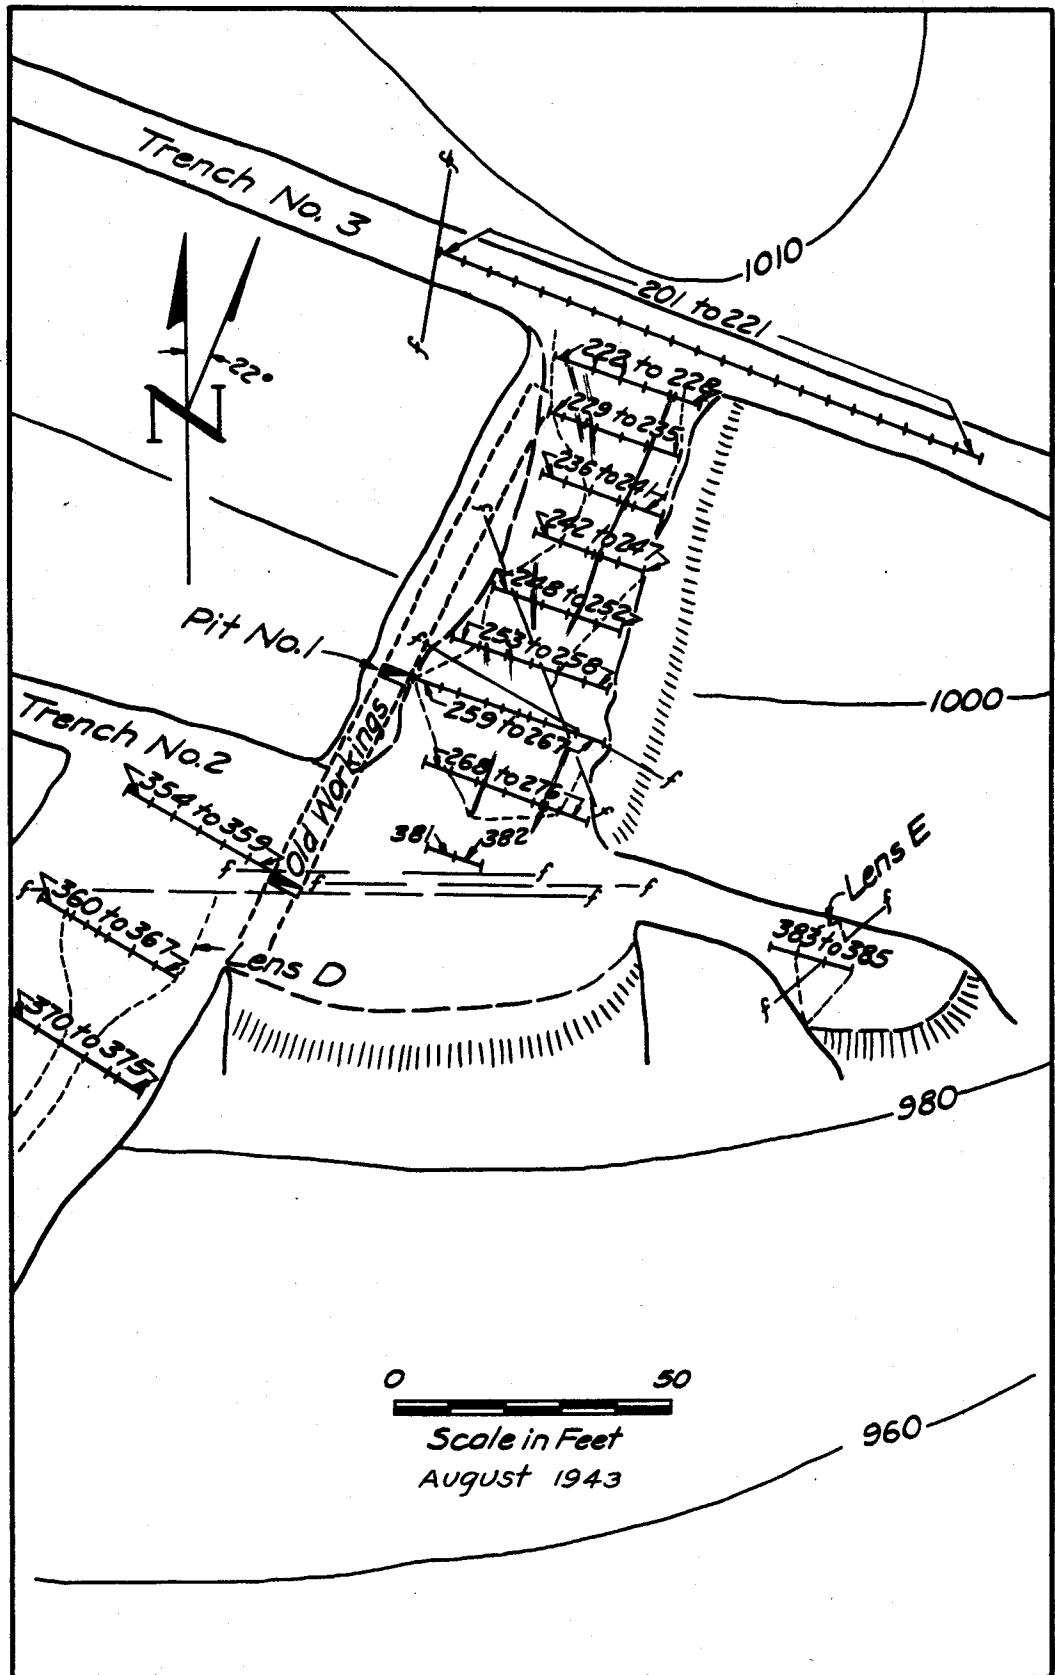 Trench No. 3
f
1010
201 to 221
f
22°
N
222 to 228
229 to 235
236 to 241
242 to 247
f
248 to 252
Pit No. 1
f
253 to 258
1000
259 to 267
Trench No. 2
Old Workings
268 to 276
f
f
354 to 359
381
382
Lens E
f
f
f
f
f
f
f
360 to 367
383 to 385
Lens D
f
370 to 375
980
0
50
Scale in Feet
August 1943
960